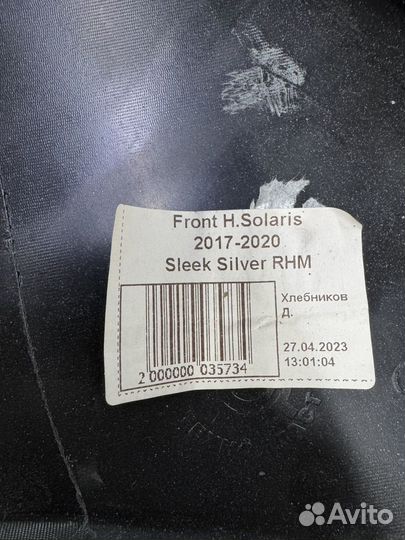 Front H.Solaris
2017-2020
Sleek Silver RHM
Хлебников
Д.
27.04.2023
13:01:04
2 000000 035734
Avito